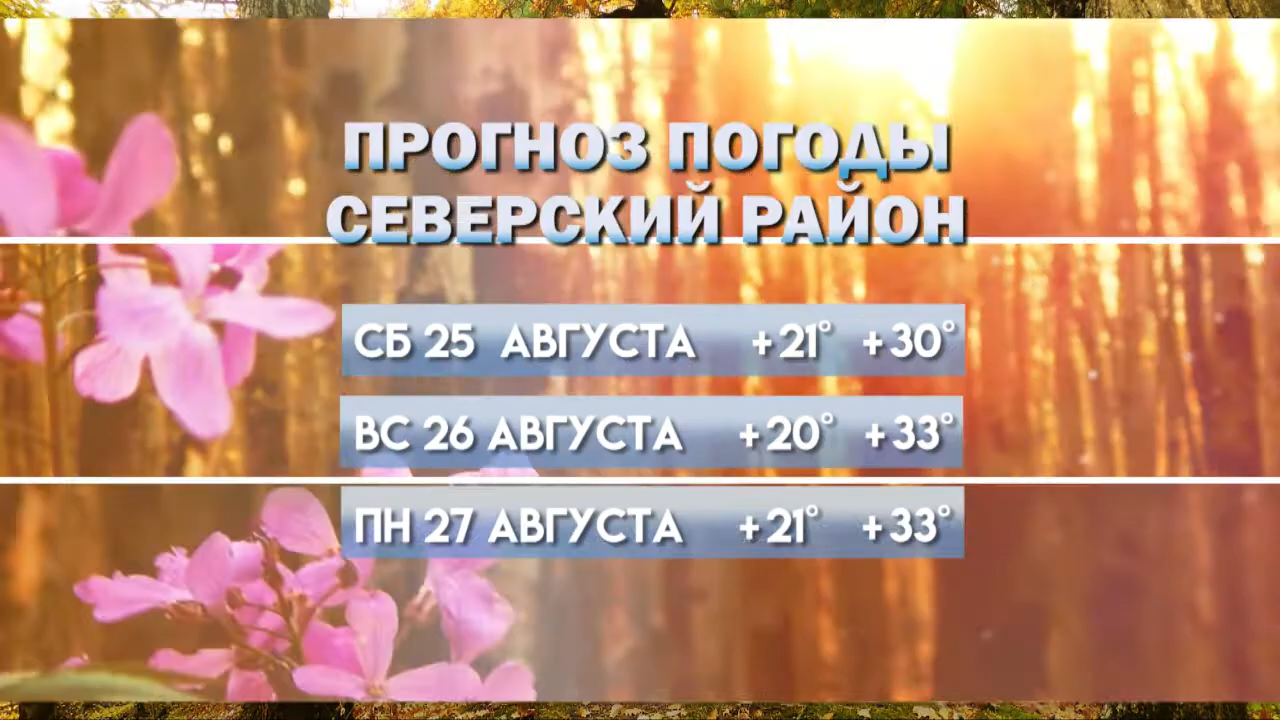 ПРОГНОЗ ПОГОДЫ
СЕВЕРСКИЙ РАЙОН
СБ 25 АВГУСТА +21° +30°
ВС 26 АВГУСТА +20° +33°
ПН 27 АВГУСТА +21° +33°